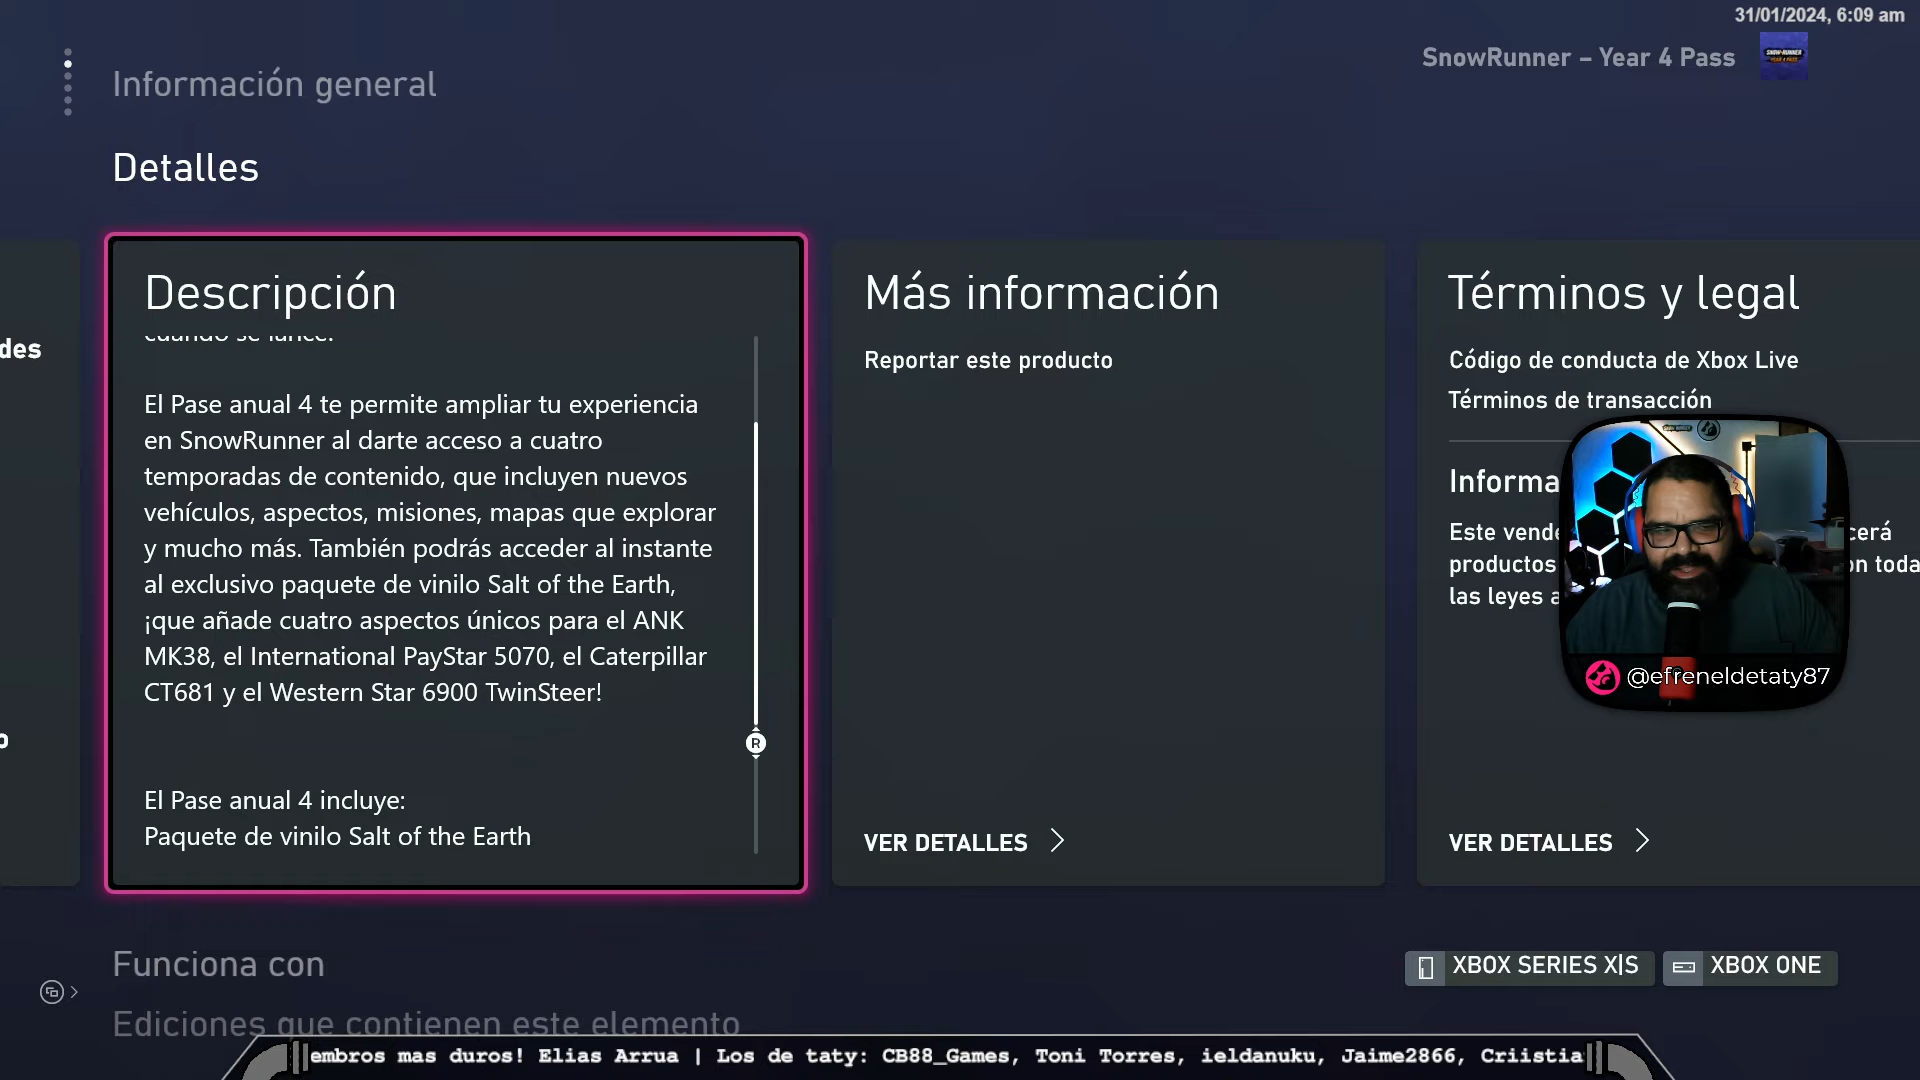 31/01/2024, 6:09 am
SnowRunner – Year 4 Pass
Información general
Detalles
des
o
Descripción
cuando se lance.
El Pase anual 4 te permite ampliar tu experiencia
en SnowRunner al darte acceso a cuatro
temporadas de contenido, que incluyen nuevos
vehículos, aspectos, misiones, mapas que explorar
y mucho más. También podrás acceder al instante
al exclusivo paquete de vinilo Salt of the Earth,
¡que añade cuatro aspectos únicos para el ANK
MK38, el International PayStar 5070, el Caterpillar
CT681 y el Western Star 6900 TwinSteer!
R
El Pase anual 4 incluye:
Paquete de vinilo Salt of the Earth
Más información
Reportar este producto
VER DETALLES
Términos y legal
Código de conducta de Xbox Live
Términos de transacción
Informa
Este vende cerá
productos on toda
las leyes a
@efreneldetaty87
VER DETALLES
Funciona con
XBOX SERIES X|S
XBOX ONE
Ediciones que contienen este elemento
embros mas duros! Elias Arrua | Los de taty: CB88_Games, Toni Torres, ieldanuku, Jaime2866, Criistia